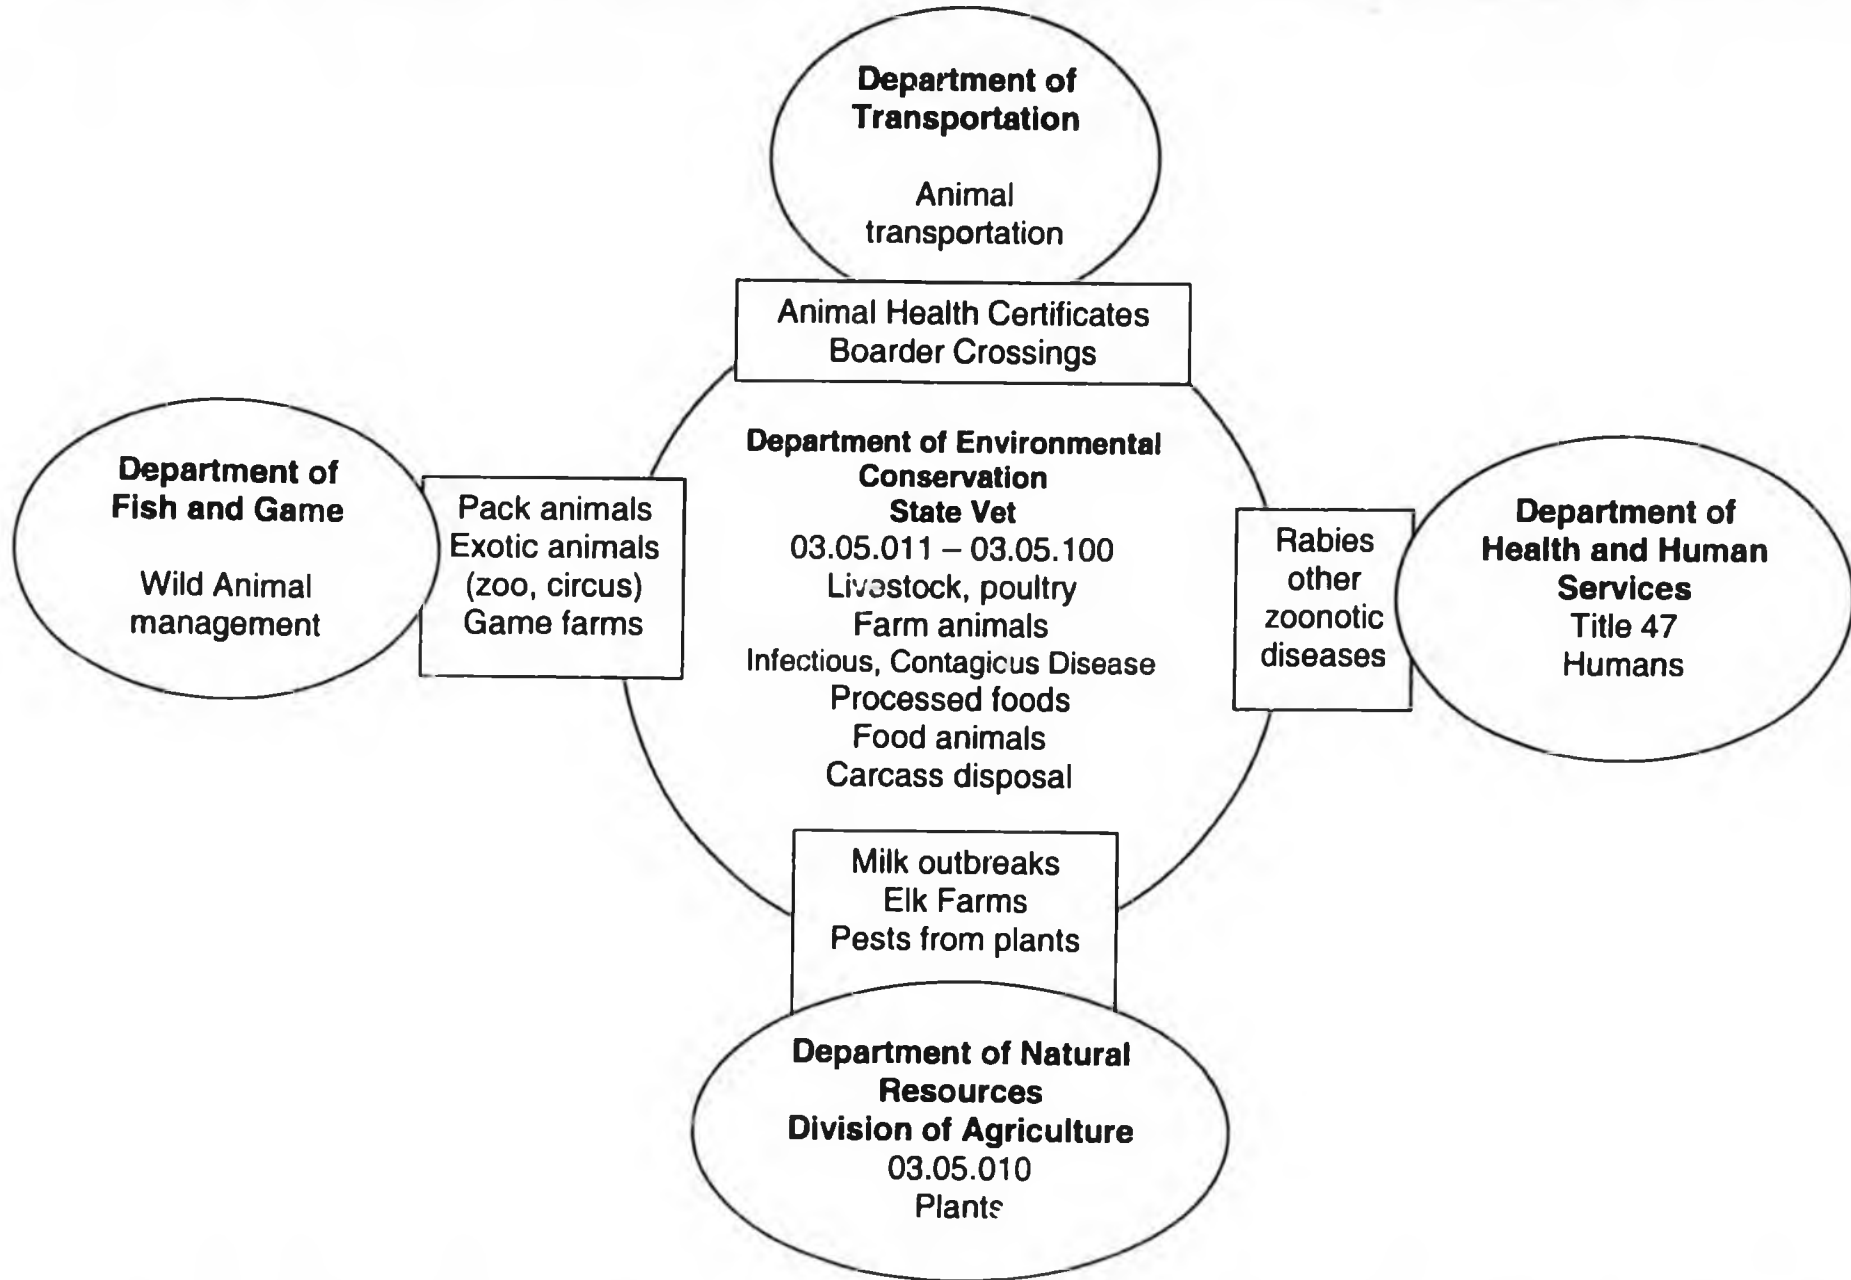 Department of
Transportation
Animal
transportation
Animal Health Certificates
Boarder Crossings
Department of
Fish and Game
Wild Animal
management
Pack animals
Exotic animals
(zoo, circus)
Game farms
Department of Environmental
Conservation
State Vet
03.05.011 – 03.05.100
Livestock, poultry
Farm animals
Infectious, Contagicus Disease
Processed foods
Food animals
Carcass disposal
Rabies
other
zoonotic
diseases
Department of
Health and Human
Services
Title 47
Humans
Milk outbreaks
Elk Farms
Pests from plants
Department of Natural
Resources
Division of Agriculture
03.05.010
Plants